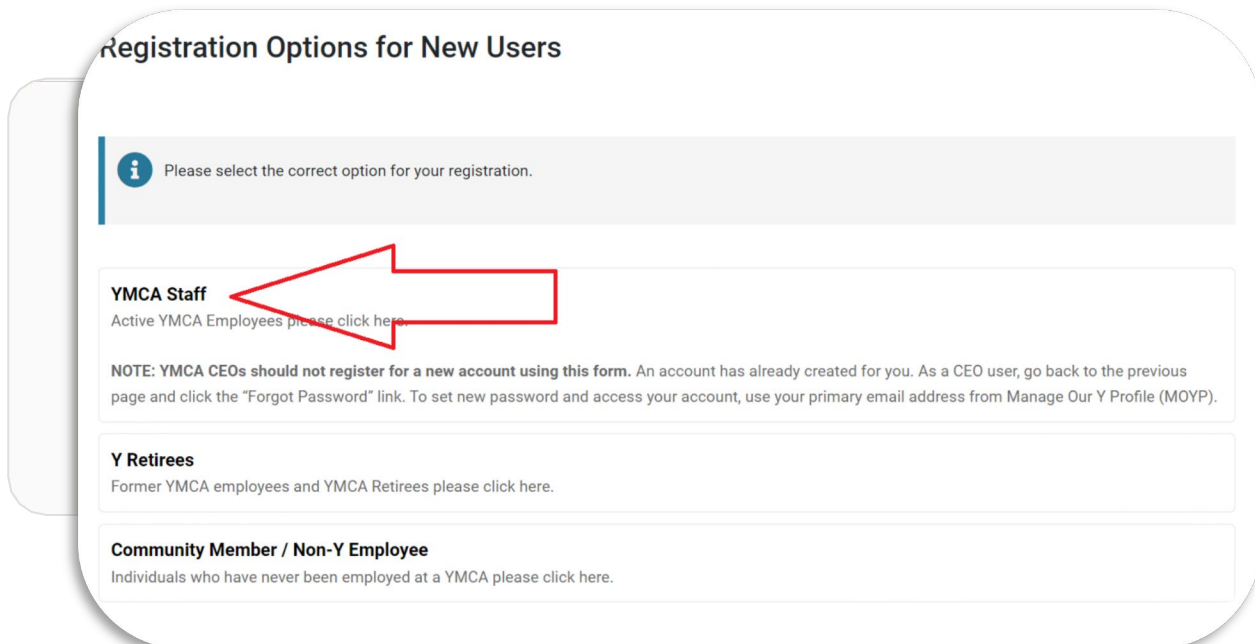 Registration Options for New Users
Please select the correct option for your registration.
YMCA Staff
Active YMCA Employees please click here.
NOTE: YMCA CEOs should not register for a new account using this form. An account has already created for you. As a CEO user, go back to the previous
page and click the “Forgot Password” link. To set new password and access your account, use your primary email address from Manage Our Y Profile (MOYP).
Y Retirees
Former YMCA employees and YMCA Retirees please click here.
Community Member / Non-Y Employee
Individuals who have never been employed at a YMCA please click here.